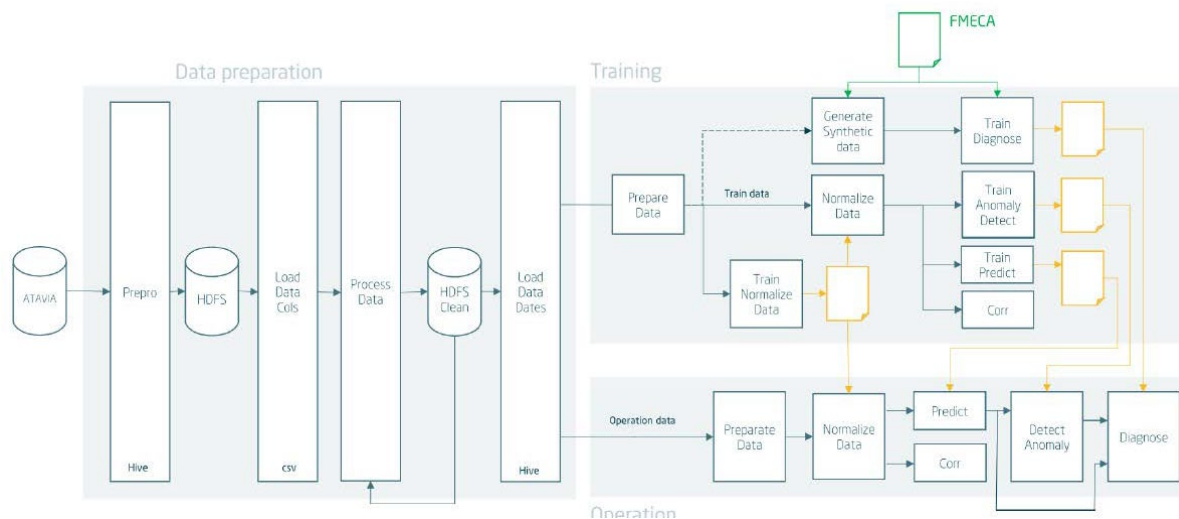 FMECA
Data preparation
Training
Generate
Synthetic
data
Train
Diagnose
Prepare
Data
Train data
Normalize
Data
Train
Anomaly
Detect
Train
Predict
Train
Normalize
Data
Corr
ATAVIA
Prepro
HDFS
Load
Data
Cols
Process
Data
HDFS
Clean
Load
Data
Dates
Hive
csv
Hive
Operation data
Preparate
Data
Normalize
Data
Predict
Corr
Detect
Anomaly
Diagnose
Operation